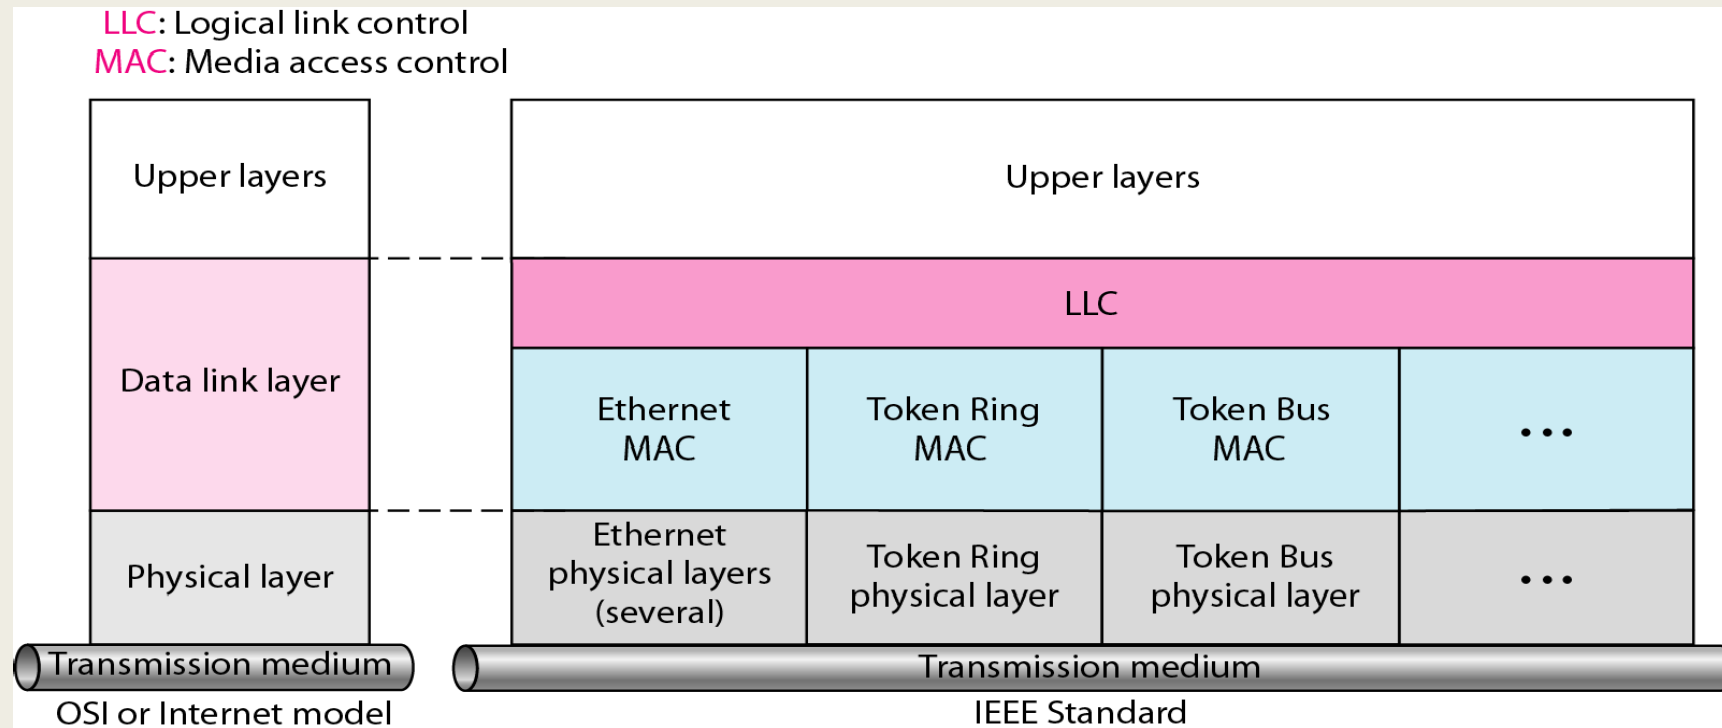 LLC: Logical link control
MAC: Media access control
Upper layers
Data link layer
Physical layer
Transmission medium
OSI or Internet model
Upper layers
LLC
Ethernet
MAC
Token Ring
MAC
Token Bus
MAC
...
Ethernet
physical layers
(several)
Token Ring
physical layer
Token Bus
physical layer
...
Transmission medium
IEEE Standard